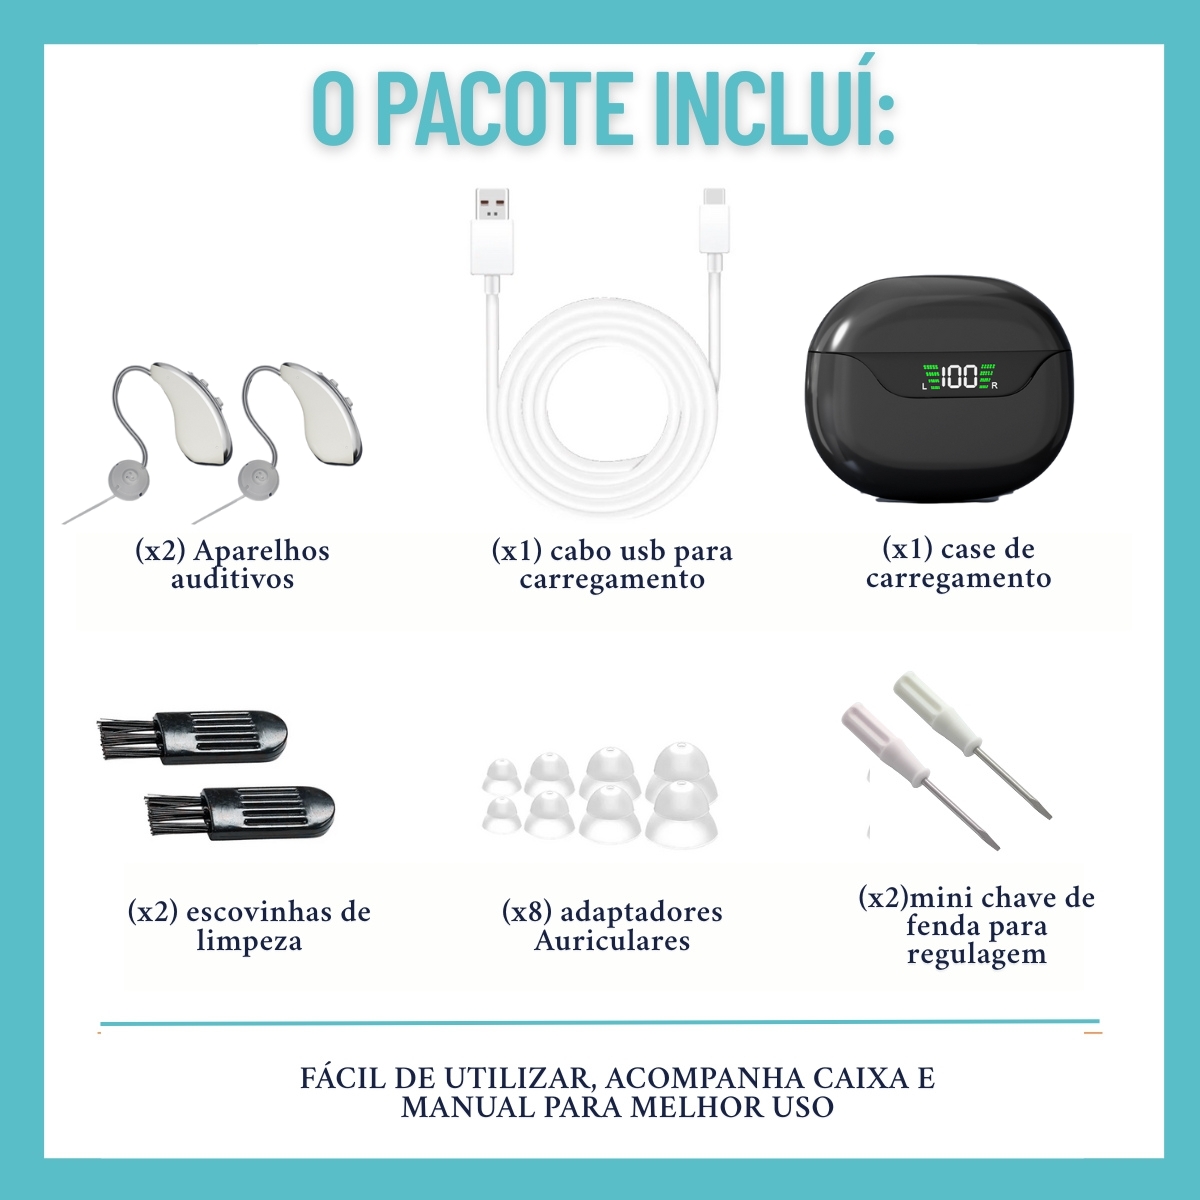 O PACOTE INCLUÍ:
L 100 R
(x2) Aparelhos
auditivos
(x1) cabo usb para
carregamento
(x1) case de
carregamento
(x2) escovinhas de
limpeza
(x8) adaptadores
Auriculares
(x2)mini chave de
fenda para
regulagem
FÁCIL DE UTILIZAR, ACOMPANHA CAIXA E
MANUAL PARA MELHOR USO